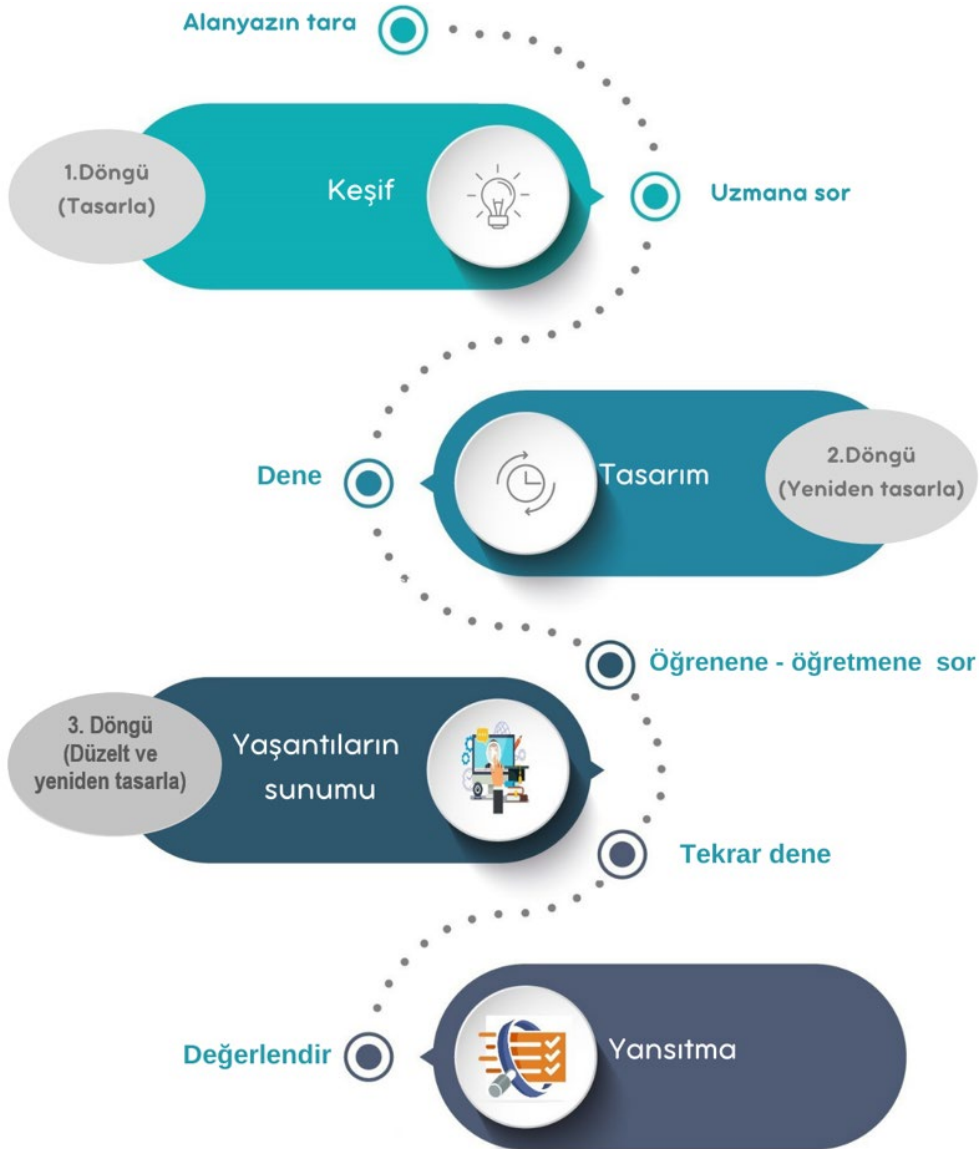 Alanyazın tara
1.Döngü
(Tasarla)
Keşif
Uzmana sor
Dene
Tasarım
2.Döngü
(Yeniden tasarla)
Öğrenene - öğretmene sor
3. Döngü
(Düzelt ve
yeniden tasarla)
Yaşantıların
sunumu
Tekrar dene
Değerlendir
Yansıtma